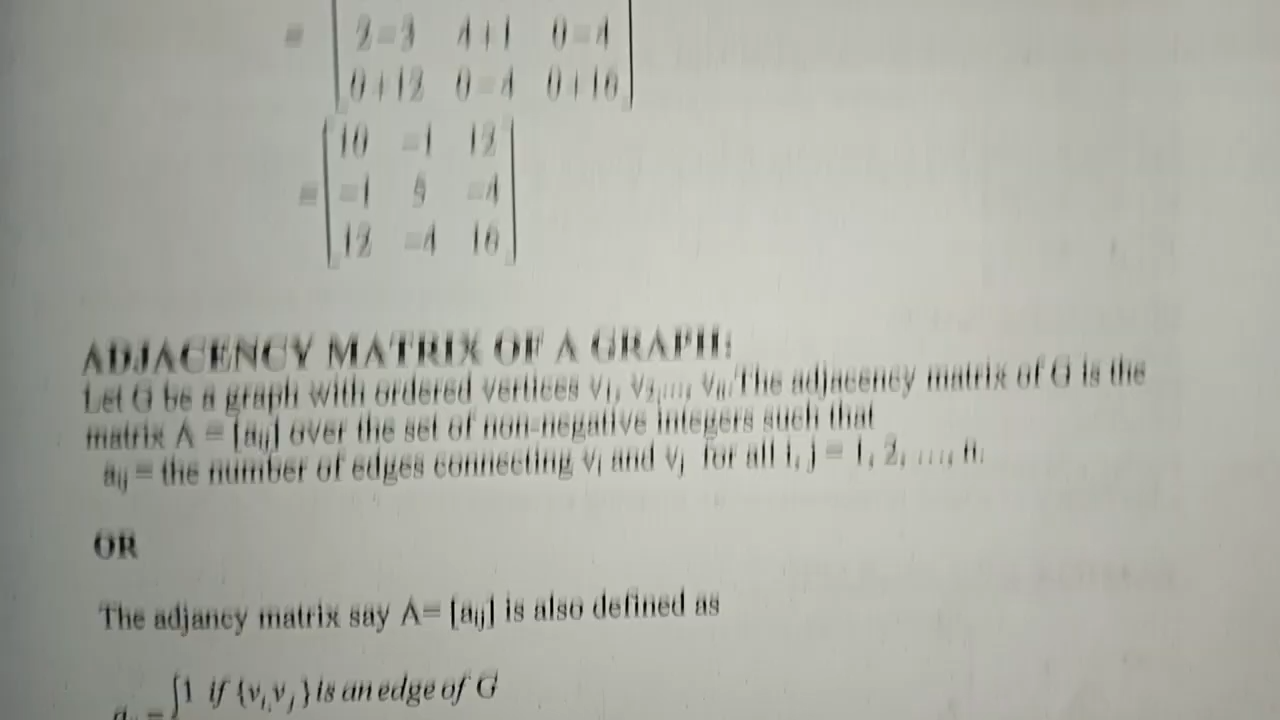 = 2−3 4+1 0−4
0+12 0−4 0+16
10 −1 12
= −1 5 −4
12 −4 16
ADJACENCY MATRIX OF A GRAPH:
Let G be a graph with ordered vertices v1, v2,..., vn.The adjacency matrix of G is the
matrix A = [aij] over the set of non-negative integers such that
aij = the number of edges connecting vi and vj for all i, j = 1, 2, ...., n.
OR
The adjancy matrix say A= [aij] is also defined as
1 if {vi,vj} is an edge of G